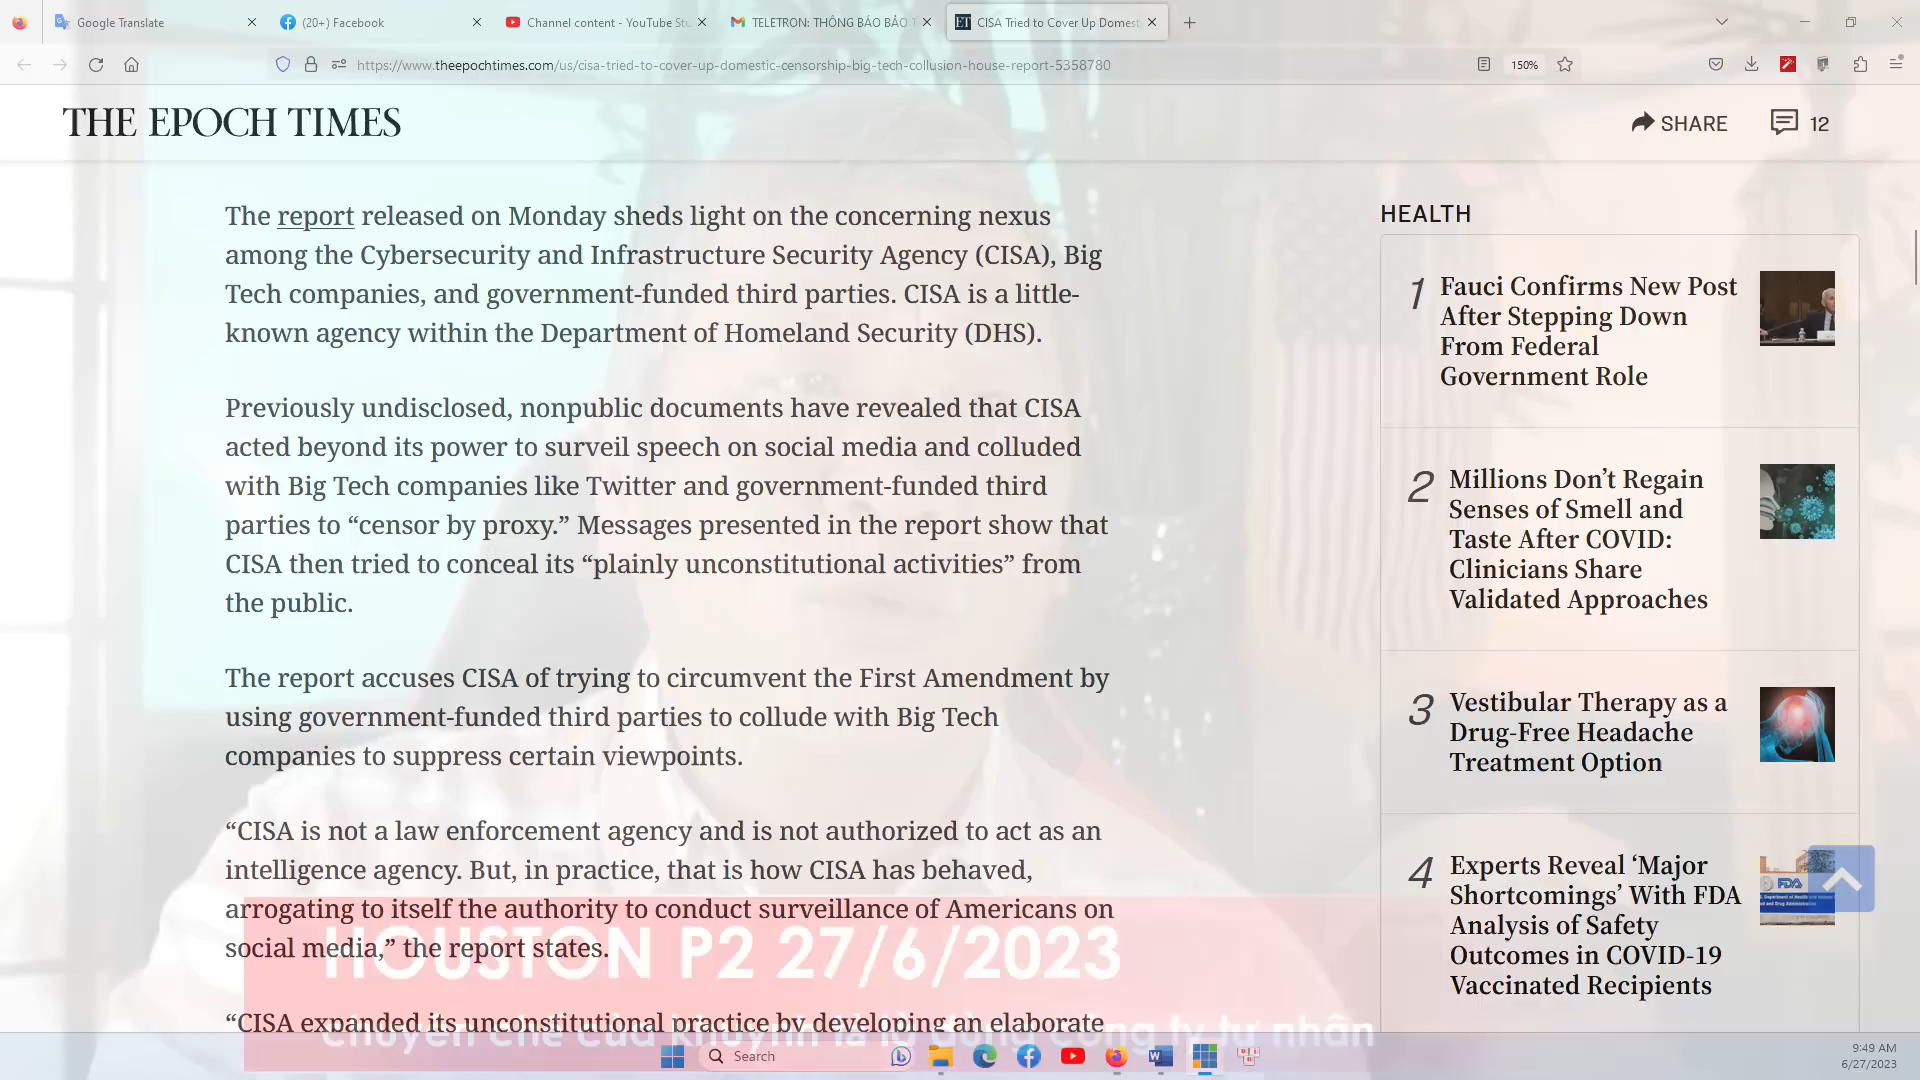 Google Translate
(20+) Facebook
Channel content - YouTube Stu
TELETRON: THÔNG BÁO BẢO T
CISA Tried to Cover Up Domest
https://www.theepochtimes.com/us/cisa-tried-to-cover-up-domestic-censorship-big-tech-collusion-house-report-5358780
150%
THE EPOCH TIMES
SHARE
12
The report released on Monday sheds light on the concerning nexus
among the Cybersecurity and Infrastructure Security Agency (CISA), Big
Tech companies, and government-funded third parties. CISA is a little-
known agency within the Department of Homeland Security (DHS).
Previously undisclosed, nonpublic documents have revealed that CISA
acted beyond its power to surveil speech on social media and colluded
with Big Tech companies like Twitter and government-funded third
parties to “censor by proxy.” Messages presented in the report show that
CISA then tried to conceal its “plainly unconstitutional activities” from
the public.
The report accuses CISA of trying to circumvent the First Amendment by
using government-funded third parties to collude with Big Tech
companies to suppress certain viewpoints.
“CISA is not a law enforcement agency and is not authorized to act as an
intelligence agency. But, in practice, that is how CISA has behaved,
arrogating to itself the authority to conduct surveillance of Americans on
social media,” the report states.
“CISA expanded its unconstitutional practice by developing an elaborate
HEALTH
1
Fauci Confirms New Post
After Stepping Down
From Federal
Government Role
2
Millions Don’t Regain
Senses of Smell and
Taste After COVID:
Clinicians Share
Validated Approaches
3
Vestibular Therapy as a
Drug-Free Headache
Treatment Option
4
Experts Reveal ‘Major
Shortcomings’ With FDA
Analysis of Safety
Outcomes in COVID-19
Vaccinated Recipients
FDA
HOUSTON P2 27/6/2023
chuyên chế của khuynh tả từ dùng công ty tư nhân
Search
9:49 AM
6/27/2023